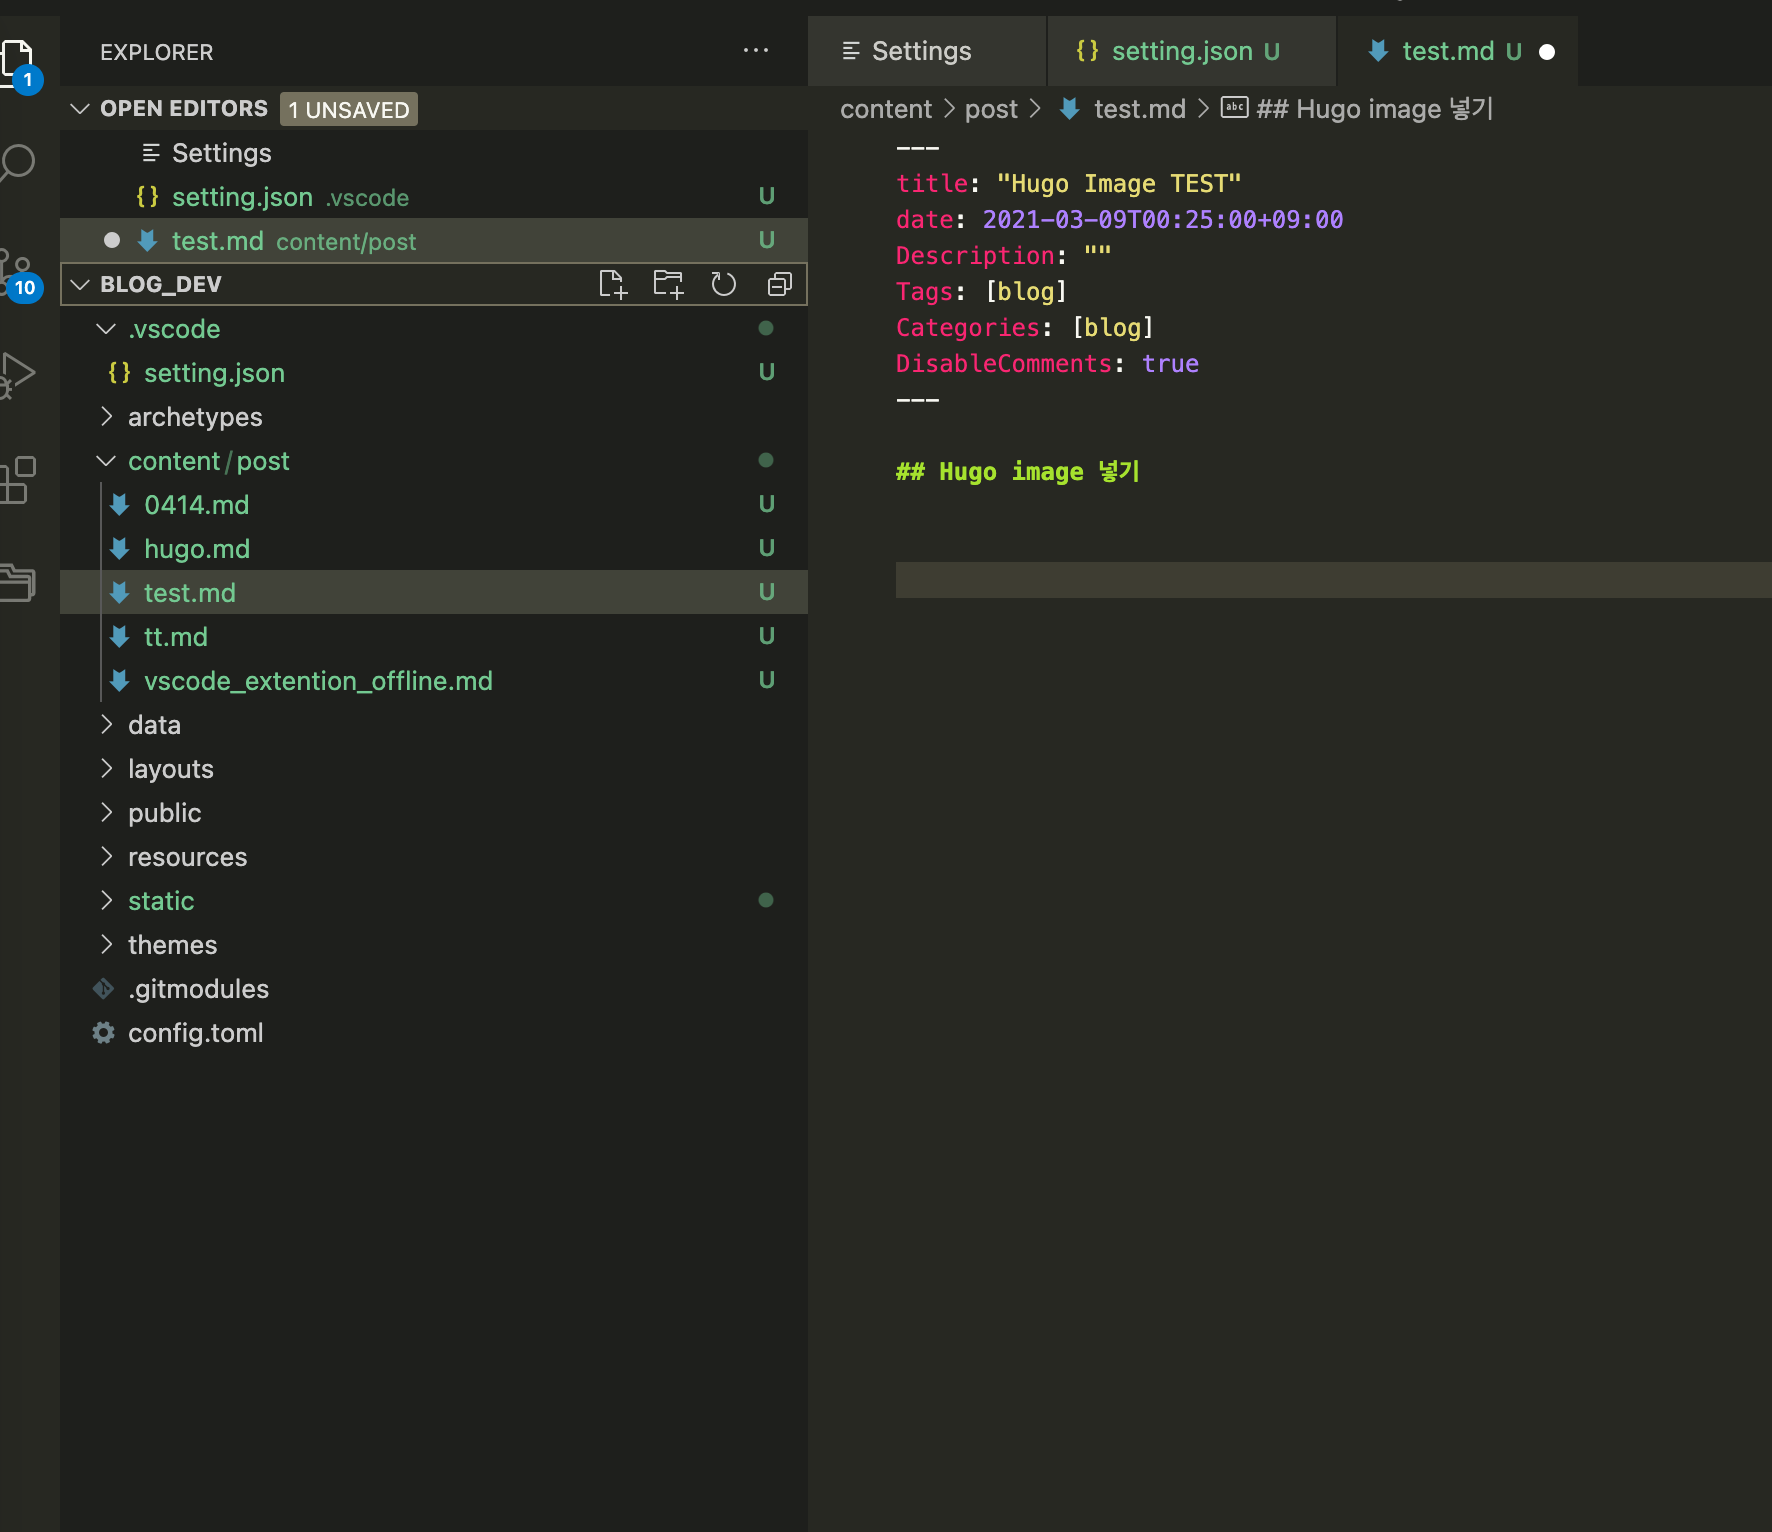 EXPLORER
OPEN EDITORS 1 UNSAVED
Settings
setting.json .vscode U
test.md content/post U
BLOG_DEV
.vscode
setting.json U
archetypes
content/post
0414.md U
hugo.md U
test.md U
tt.md U
vscode_extention_offline.md U
data
layouts
public
resources
static
themes
.gitmodules
config.toml
1
10
Settings
setting.json U
test.md U
content > post > test.md > abc ## Hugo image 넣기
---
title: "Hugo Image TEST"
date: 2021-03-09T00:25:00+09:00
Description: ""
Tags: [blog]
Categories: [blog]
DisableComments: true
---
## Hugo image 넣기